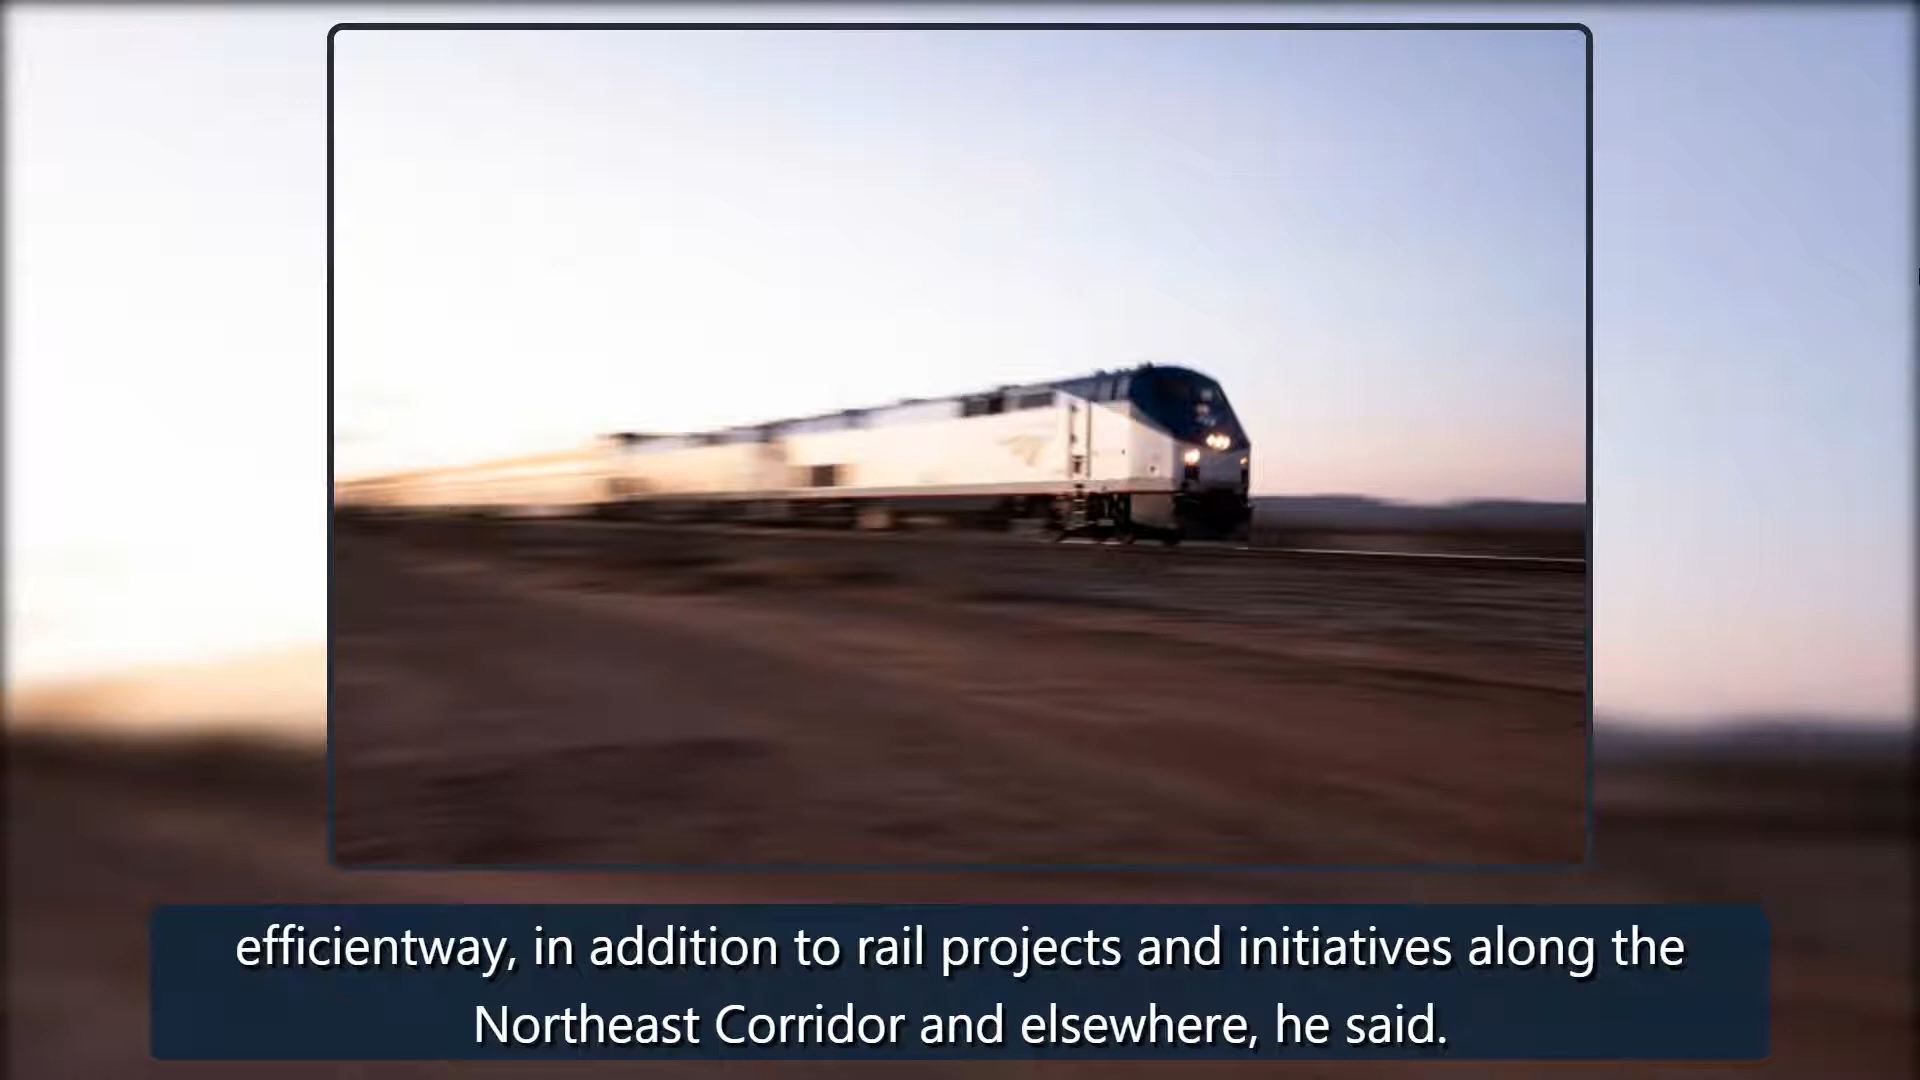 efficientway, in addition to rail projects and initiatives along the
Northeast Corridor and elsewhere, he said.